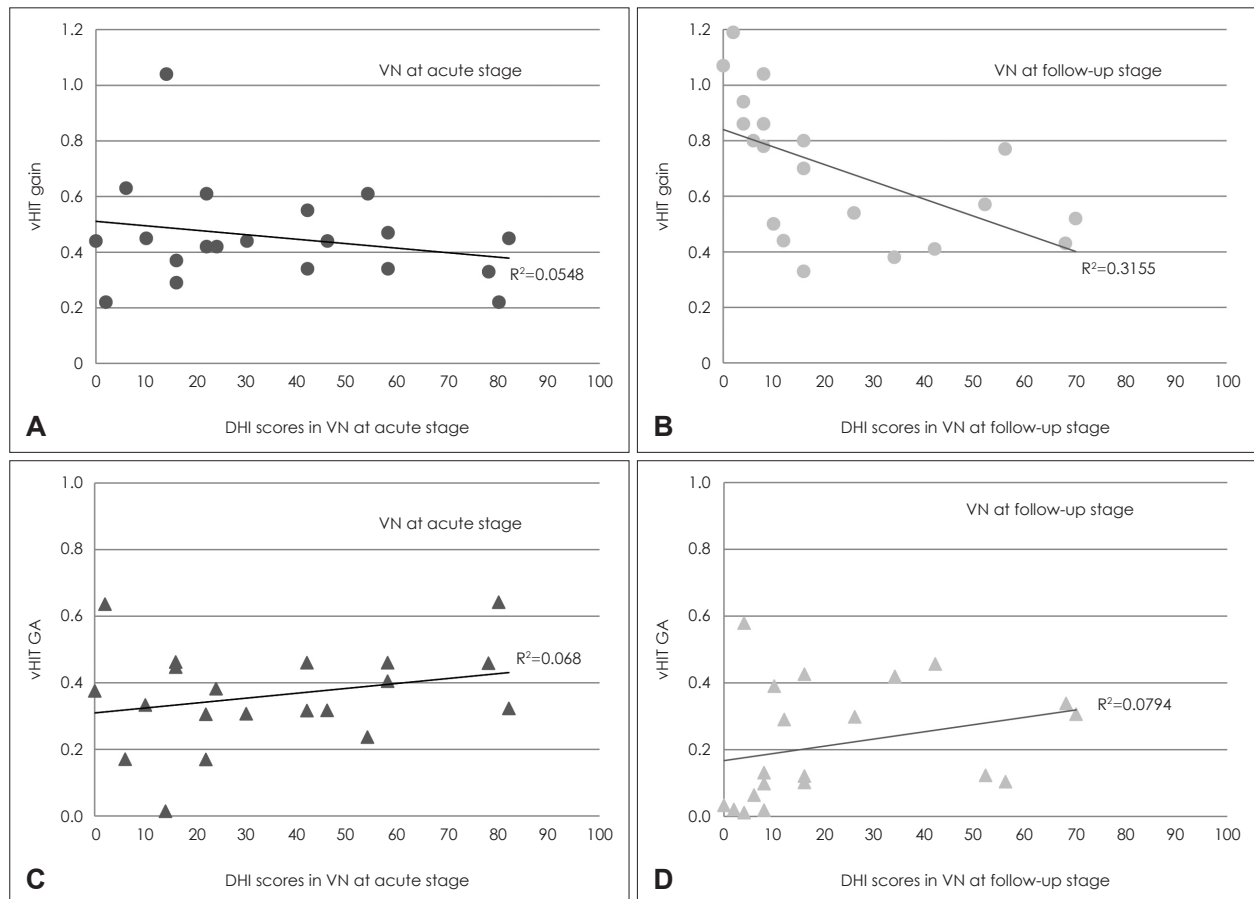 1.2
1.0
0.8
0.6
0.4
0.2
0
vHIT gain
VN at acute stage
R²=0.0548
0 10 20 30 40 50 60 70 80 90 100
A
DHI scores in VN at acute stage
1.2
1.0
0.8
0.6
0.4
0.2
0
vHIT gain
VN at follow-up stage
R²=0.3155
0 10 20 30 40 50 60 70 80 90 100
B
DHI scores in VN at follow-up stage
1.0
0.8
0.6
0.4
0.2
0.0
vHIT GA
VN at acute stage
R²=0.068
0 10 20 30 40 50 60 70 80 90 100
C
DHI scores in VN at acute stage
1.0
0.8
0.6
0.4
0.2
0.0
vHIT GA
VN at follow-up stage
R²=0.0794
0 10 20 30 40 50 60 70 80 90 100
D
DHI scores in VN at follow-up stage